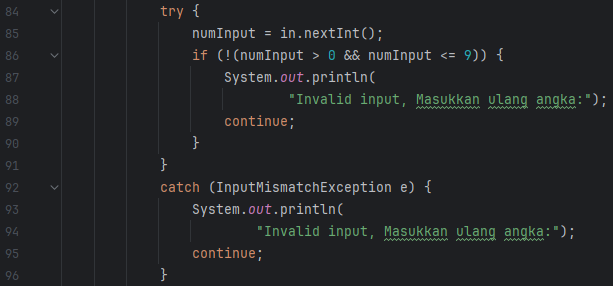 84 try {
85 numInput = in.nextInt();
86 if (!(numInput > 0 && numInput <= 9)) {
87 System.out.println(
88 "Invalid input, Masukkan ulang angka:");
89 continue;
90 }
91 }
92 catch (InputMismatchException e) {
93 System.out.println(
94 "Invalid input, Masukkan ulang angka:");
95 continue;
96 }